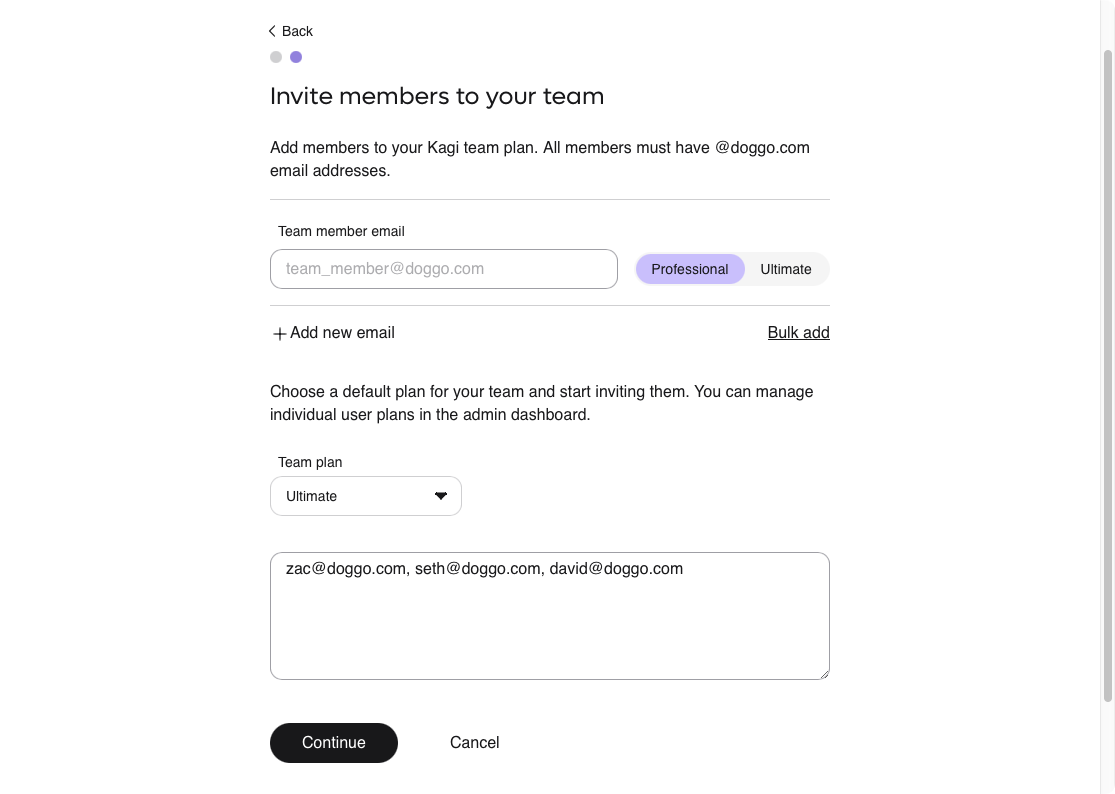 Back
Invite members to your team
Add members to your Kagi team plan. All members must have @doggo.com
email addresses.
Team member email
team_member@doggo.com
Professional
Ultimate
Add new email
Bulk add
Choose a default plan for your team and start inviting them. You can manage
individual user plans in the admin dashboard.
Team plan
Ultimate
zac@doggo.com, seth@doggo.com, david@doggo.com
Continue
Cancel